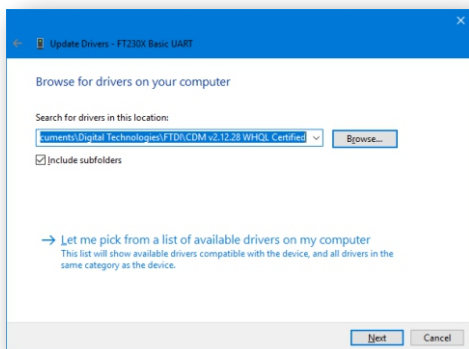 Update Drivers - FT230X Basic UART
Browse for drivers on your computer
Search for drivers in this location:
cuments\Digital Technologies\FTDI\CDM v2.12.28 WHQL Certified
Browse...
Include subfolders
Let me pick from a list of available drivers on my computer
This list will show available drivers compatible with the device, and all drivers in the
same category as the device.
Next
Cancel